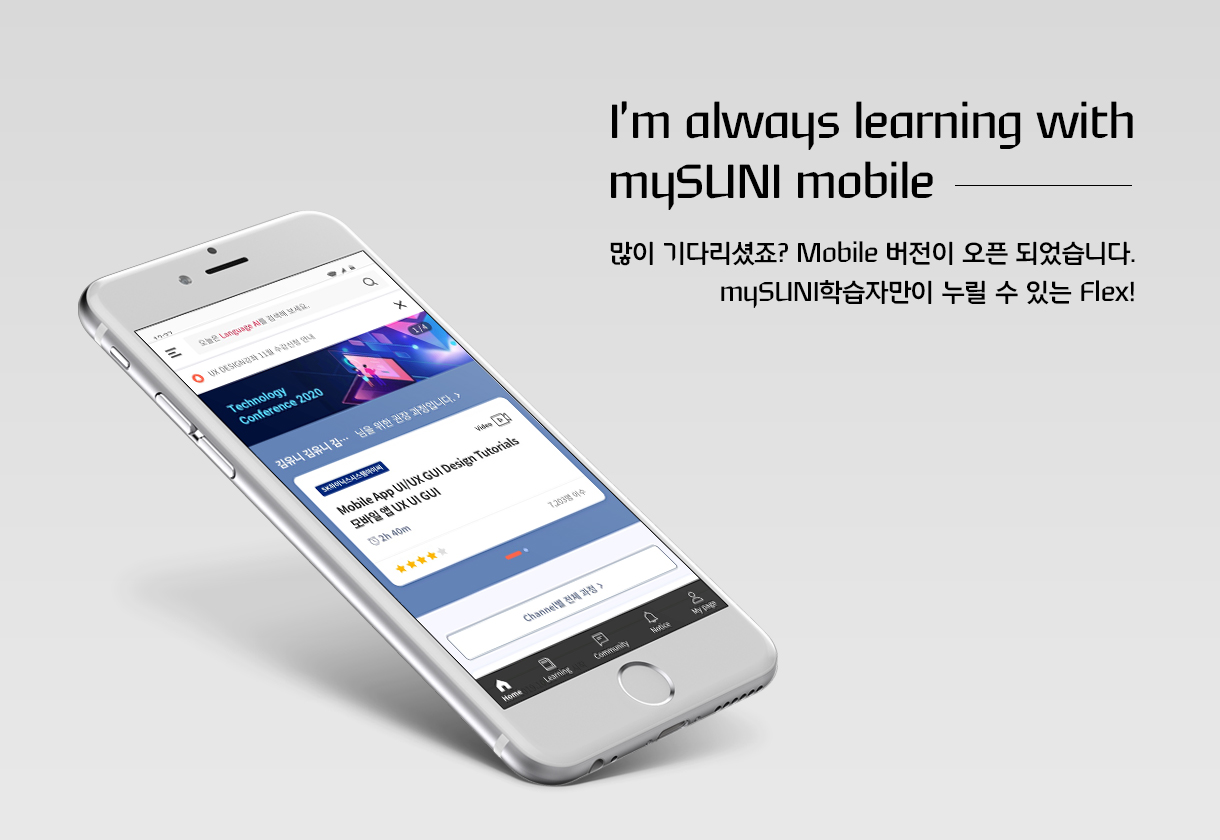 I'm always learning with
mySUNI mobile
많이 기다리셨죠? Mobile 버전이 오픈 되었습니다.
mySUNI학습자만이 누릴 수 있는 Flex!
오늘은 Language AI를 검색해 보세요.
UX DESIGN강좌 11월 수강신청 안내
1/4
Technology
Conference 2020
김유니 김유니 김… 님을 위한 권장 과정입니다.
Video
SK하이닉스시스템아이씨
Mobile App UI/UX GUI Design Tutorials
모바일 앱 UX UI GUI
2h 40m
7,203명 이수
Channel별 전체 과정
Home
Learning
Community
Notice
My page